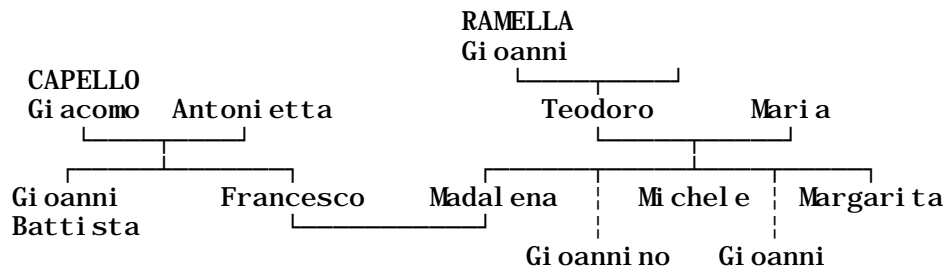 RAMELLA
Gioanni
CAPELLO
Giacomo Antonietta Teodoro Maria
Gioanni Francesco Madalena Michele Margarita
Battista
Gioannino Gioanni